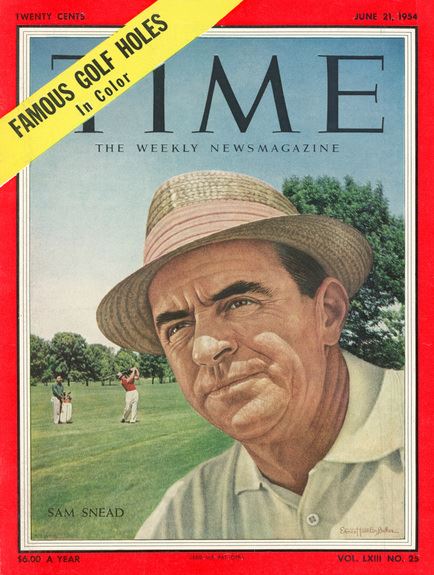 TWENTY CENTS
JUNE 21, 1954
FAMOUS GOLF HOLES
In Color
TIME
THE WEEKLY NEWSMAGAZINE
SAM SNEAD
$6.00 A YEAR
VOL. LXIII NO. 25